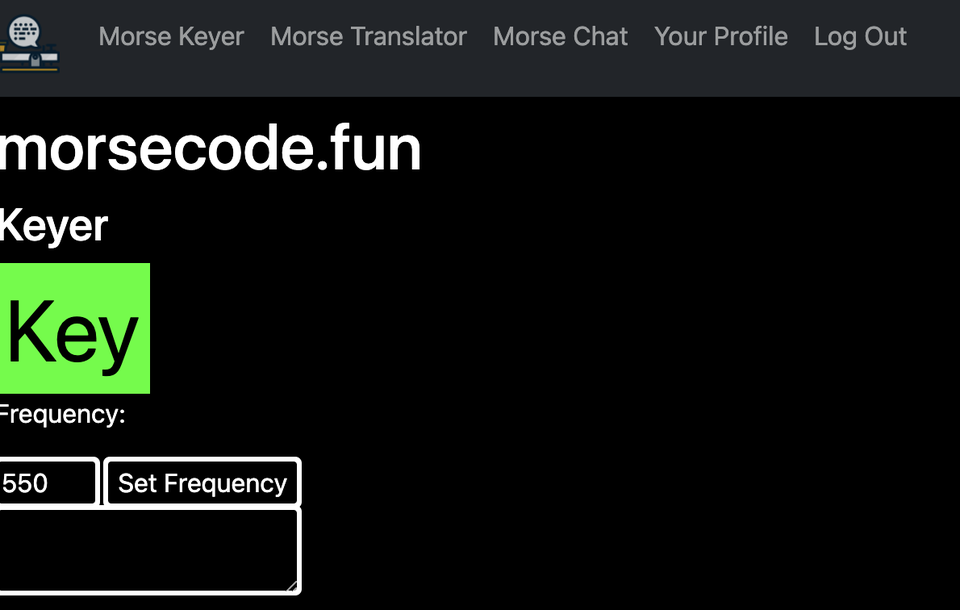 Morse Keyer Morse Translator Morse Chat Your Profile Log Out
morsecode.fun
Keyer
Key
Frequency:
550 Set Frequency